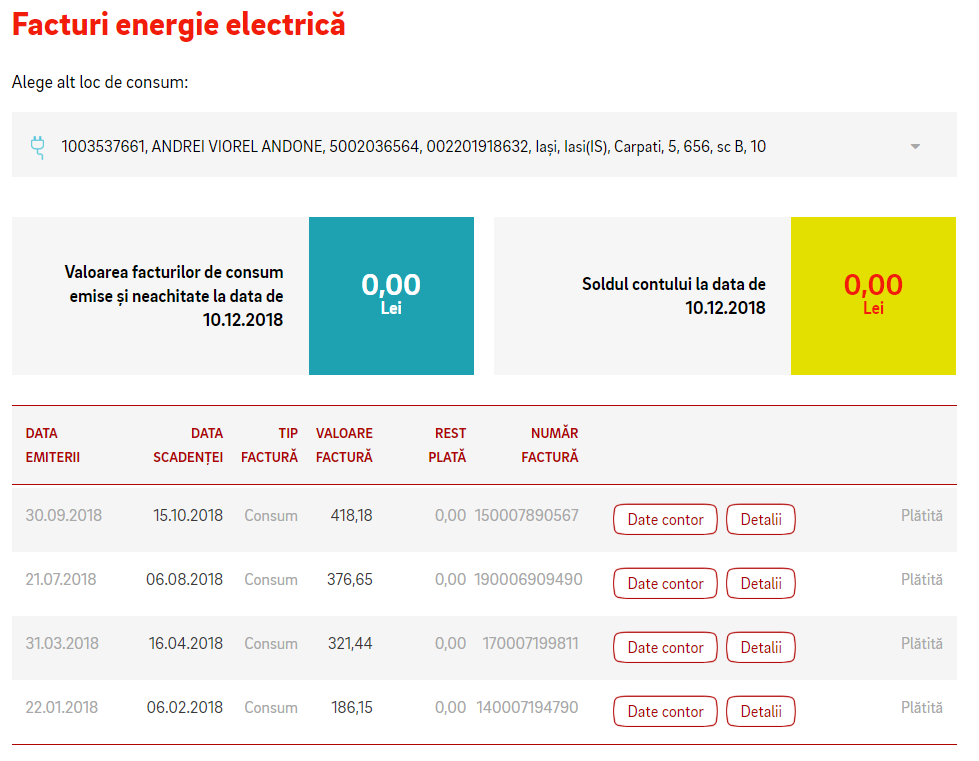 Facturi energie electrică
Alege alt loc de consum:
1003537661, ANDREI VIOREL ANDONE, 5002036564, 002201918632, Iași, Iasi(IS), Carpati, 5, 656, sc B, 10
Valoarea facturilor de consum
emise și neachitate la data de
10.12.2018
0,00
Lei
Soldul contului la data de
10.12.2018
0,00
Lei
DATA EMITERII
DATA SCADENȚEI
TIP FACTURĂ
VALOARE FACTURĂ
REST PLATĂ
NUMĂR FACTURĂ
30.09.2018 15.10.2018 Consum 418,18 0,00 150007890567 Date contor Detalii Plătită
21.07.2018 06.08.2018 Consum 376,65 0,00 190006909490 Date contor Detalii Plătită
31.03.2018 16.04.2018 Consum 321,44 0,00 170007199811 Date contor Detalii Plătită
22.01.2018 06.02.2018 Consum 186,15 0,00 140007194790 Date contor Detalii Plătită